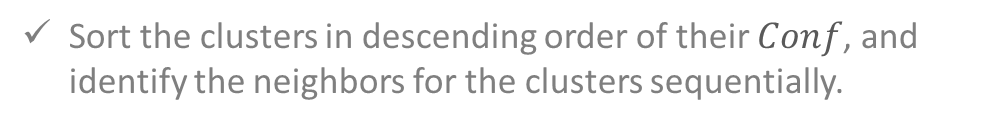 ✓ Sort the clusters in descending order of their Conf, and
identify the neighbors for the clusters sequentially.